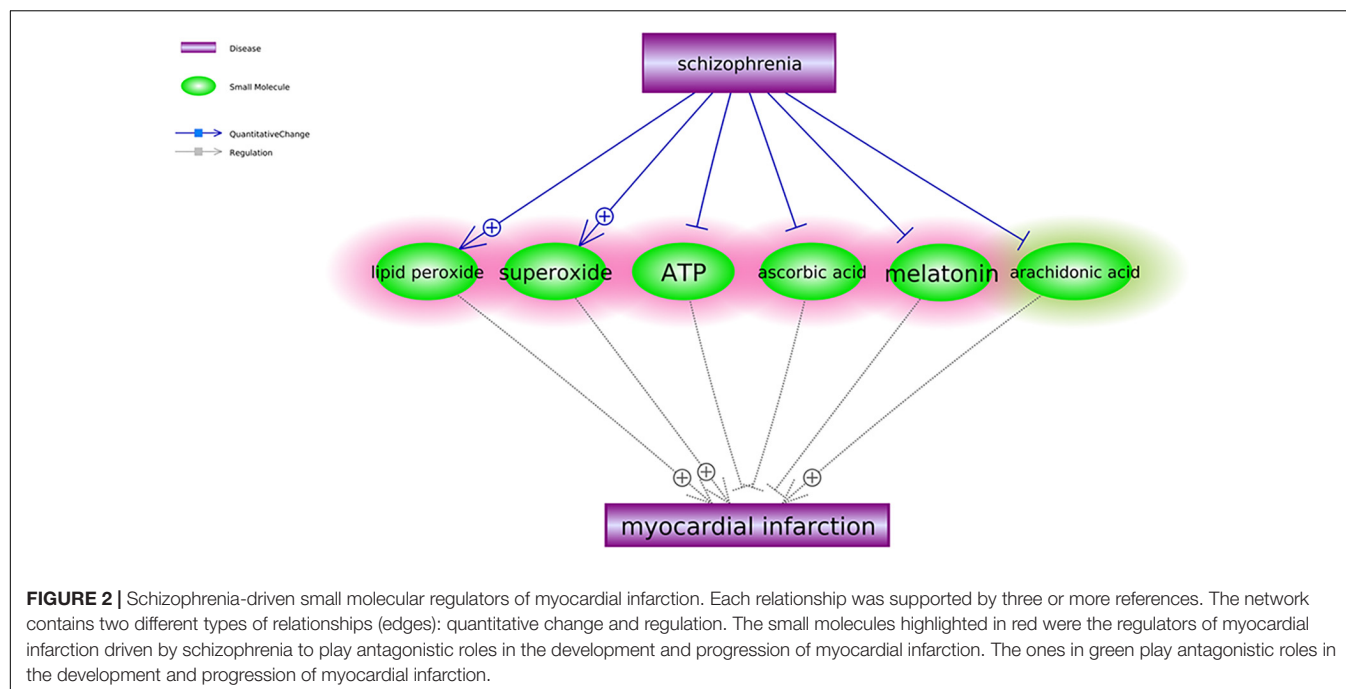 Disease
Small Molecule
QuantitativeChange
Regulation
schizophrenia
+
+
lipid peroxide
superoxide
ATP
ascorbic acid
melatonin
arachidonic acid
+
+
+
myocardial infarction
FIGURE 2 | Schizophrenia-driven small molecular regulators of myocardial infarction. Each relationship was supported by three or more references. The network
contains two different types of relationships (edges): quantitative change and regulation. The small molecules highlighted in red were the regulators of myocardial
infarction driven by schizophrenia to play antagonistic roles in the development and progression of myocardial infarction. The ones in green play antagonistic roles in
the development and progression of myocardial infarction.